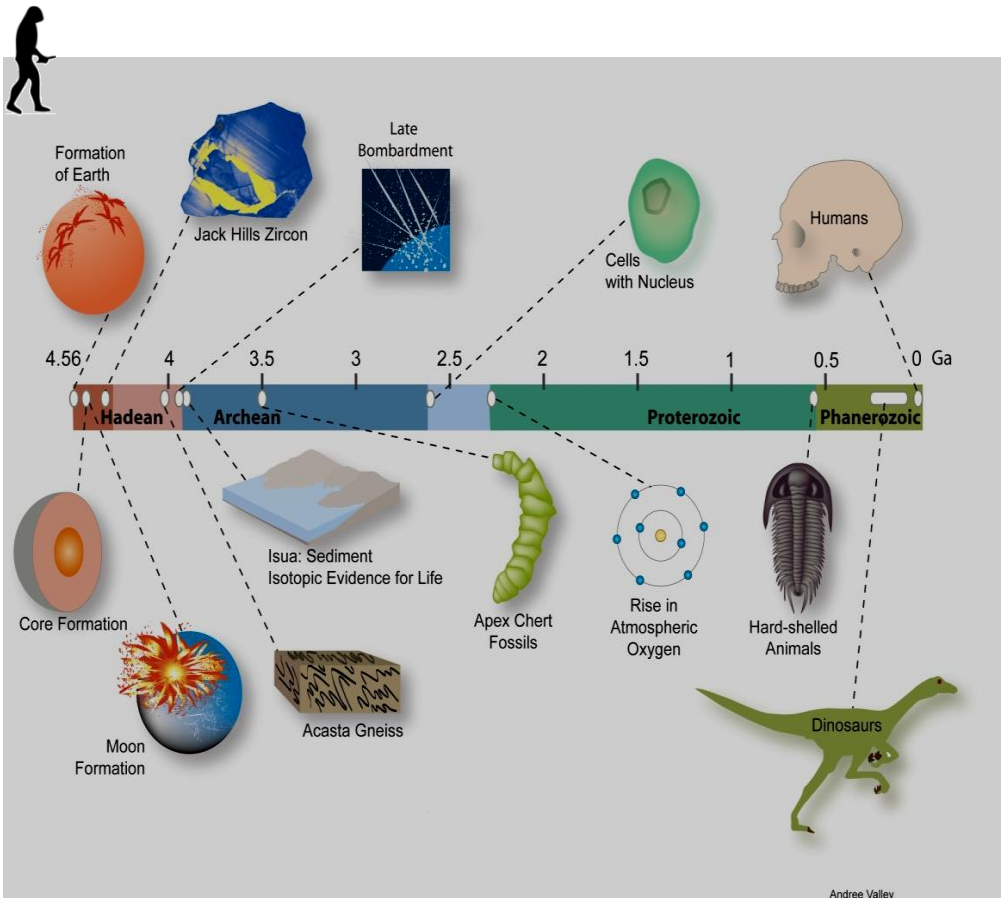 Late
Bombardment
Formation
of Earth
Jack Hills Zircon
Humans
Cells
with Nucleus
4.56 4 3.5 3 2.5 2 1.5 1 0.5 0 Ga
Hadean Archean Proterozoic Phanerozoic
Isua: Sediment
Isotopic Evidence for Life
Core Formation
Apex Chert
Fossils
Rise in
Atmospheric
Oxygen
Hard-shelled
Animals
Acasta Gneiss
Moon
Formation
Dinosaurs
Andree Valley